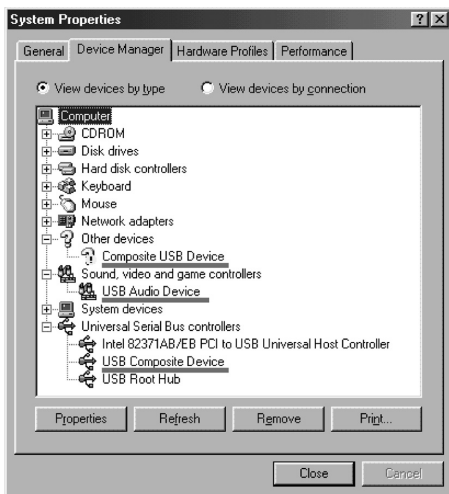 System Properties
General Device Manager Hardware Profiles Performance
View devices by type View devices by connection
Computer
CDROM
Disk drives
Hard disk controllers
Keyboard
Mouse
Network adapters
Other devices
Composite USB Device
Sound, video and game controllers
USB Audio Device
System devices
Universal Serial Bus controllers
Intel 82371AB/EB PCI to USB Universal Host Controller
USB Composite Device
USB Root Hub
Properties Refresh Remove Print...
Close Cancel